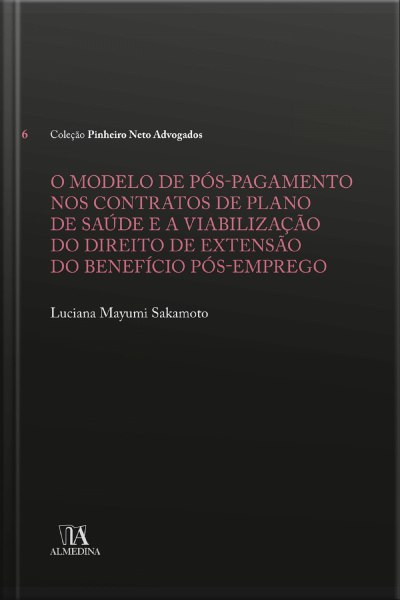 6 Coleção Pinheiro Neto Advogados
O MODELO DE PÓS-PAGAMENTO
NOS CONTRATOS DE PLANO
DE SAÚDE E A VIABILIZAÇÃO
DO DIREITO DE EXTENSÃO
DO BENEFÍCIO PÓS-EMPREGO
Luciana Mayumi Sakamoto
ALMEDINA